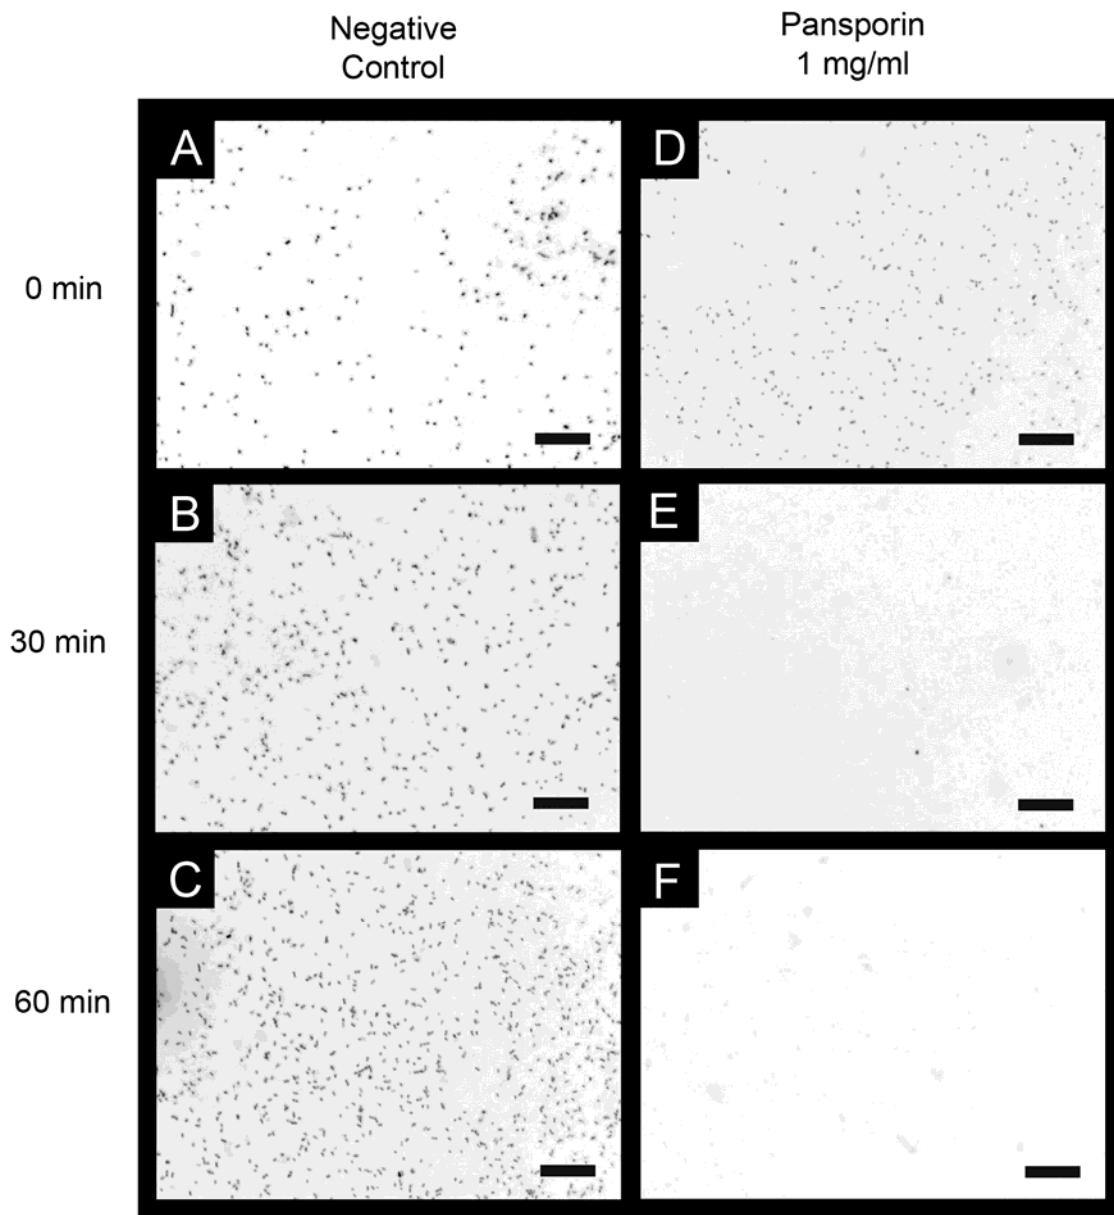 Negative
Control
Pansporin
1 mg/ml
0 min
A
D
30 min
B
E
60 min
C
F